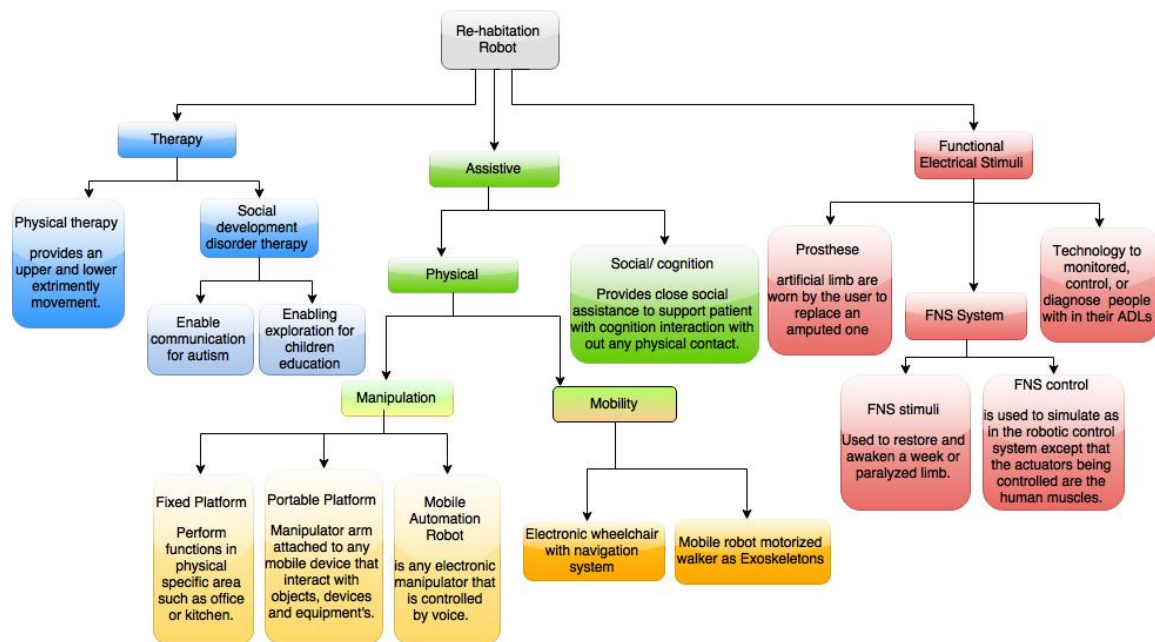 Re-habitation
Robot
Therapy
Assistive
Functional
Electrical Stimuli
Physical therapy
provides an
upper and lower
extrimently
movement.
Social
development
disorder therapy
Physical
Social/ cognition
Provides close social
assistance to support patient
with cognition interaction with
out any physical contact.
Prosthese
artificial limb are
worn by the user to
replace an
amputed one
FNS System
Technology to
monitored,
control, or
diagnose people
with in their ADLs
Enable
communication
for autism
Enabling
exploration for
children
education
Manipulation
Mobility
FNS stimuli
Used to restore and
awaken a week or
paralyzed limb.
FNS control
is used to simulate as
in the robotic control
system except that
the actuators being
controlled are the
human muscles.
Fixed Platform
Perform
functions in
physical
specific area
such as office
or kitchen.
Portable Platform
Manipulator arm
attached to any
mobile device that
interact with
objects, devices
and equipment's.
Mobile
Automation
Robot
is any electronic
manipulator that
is controlled
by voice.
Electronic wheelchair
with navigation
system
Mobile robot motorized
walker as Exoskeletons